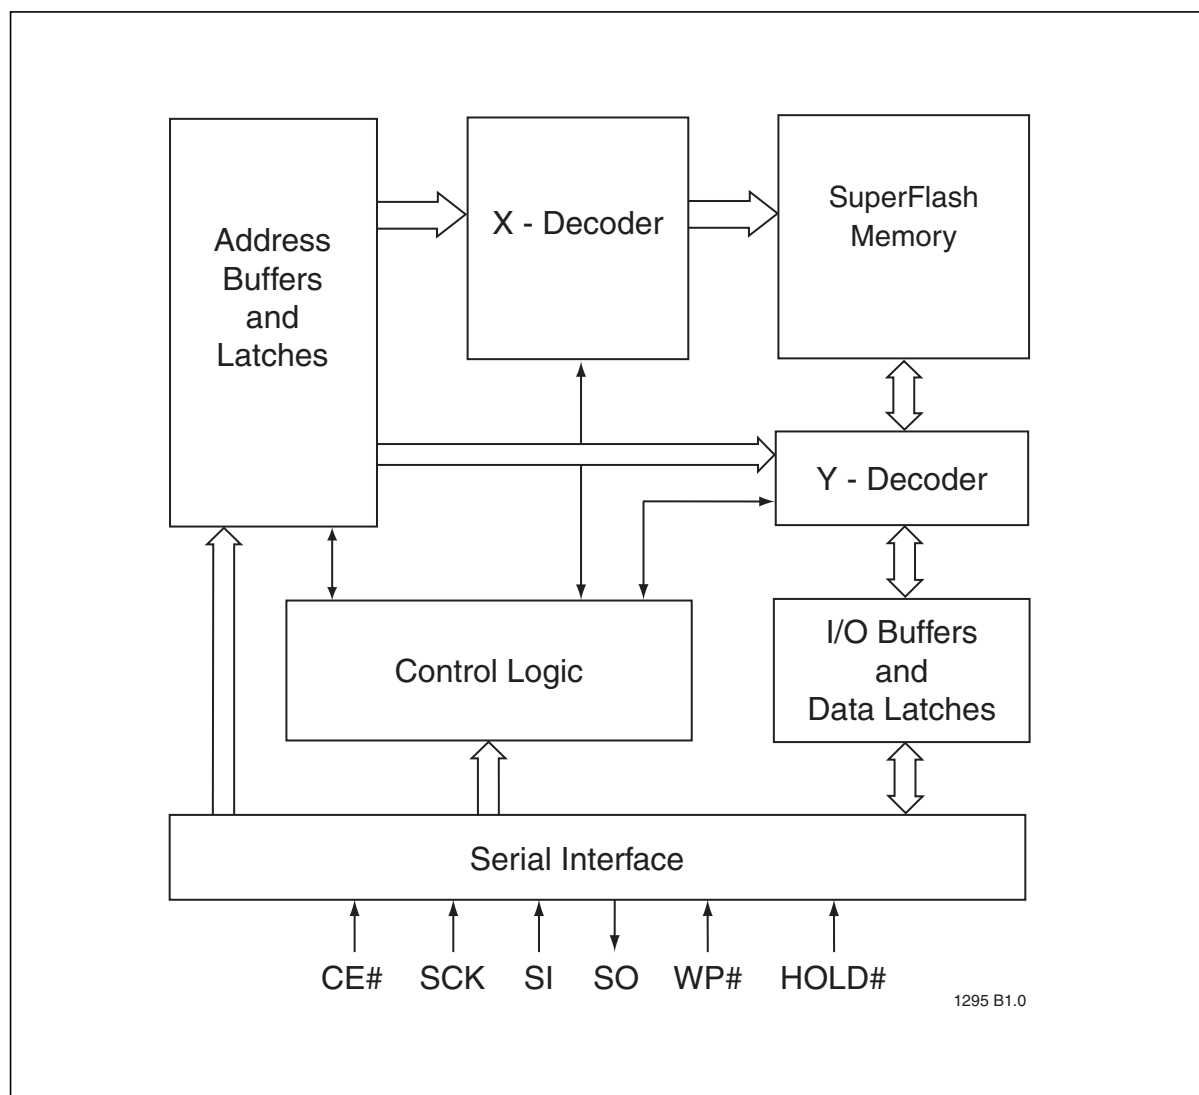 Address
Buffers
and
Latches
X - Decoder
SuperFlash
Memory
Y - Decoder
Control Logic
I/O Buffers
and
Data Latches
Serial Interface
CE# SCK SI SO WP# HOLD#
1295 B1.0